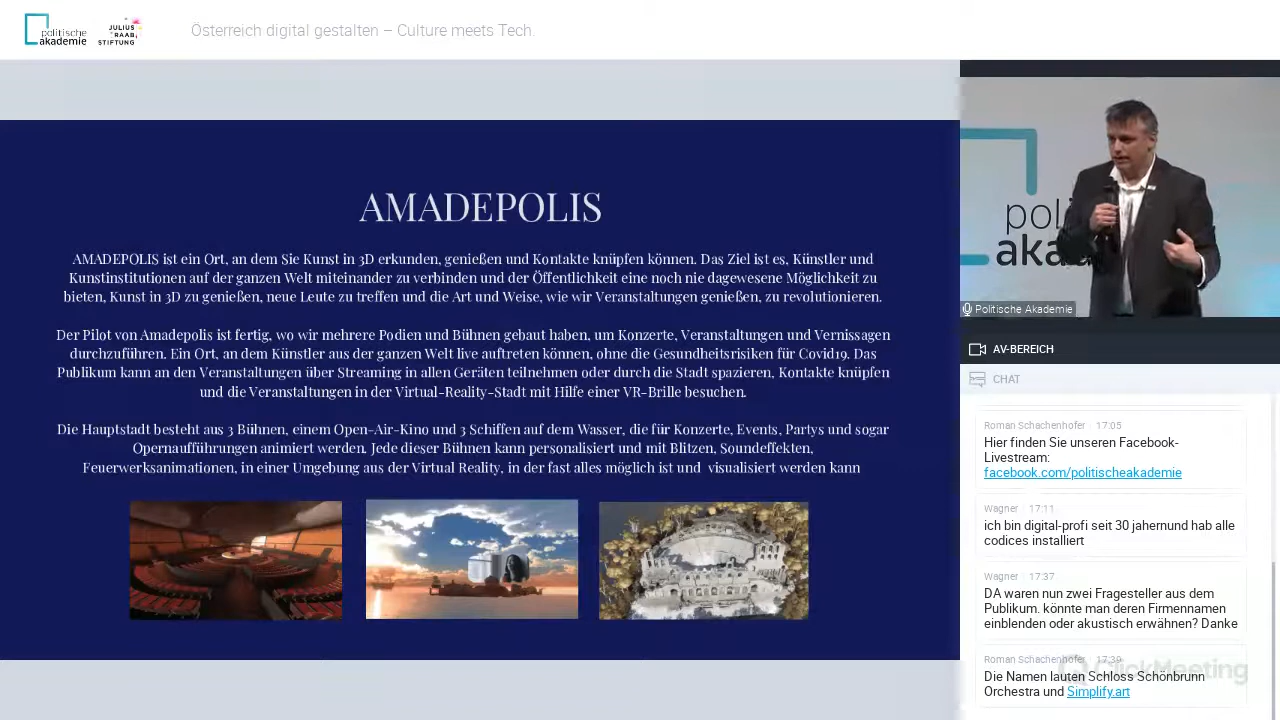 politische
akademie
JULIUS
RAAB
STIFTUNG
Österreich digital gestalten – Culture meets Tech.
AMADEPOLIS
AMADEPOLIS ist ein Ort, an dem Sie Kunst in 3D erkunden, genießen und Kontakte knüpfen können. Das Ziel ist es, Künstler und
Kunstinstitutionen auf der ganzen Welt miteinander zu verbinden und der Öffentlichkeit eine noch nie dagewesene Möglichkeit zu
bieten, Kunst in 3D zu genießen, neue Leute zu treffen und die Art und Weise, wie wir Veranstaltungen genießen, zu revolutionieren.
Der Pilot von Amadepolis ist fertig, wo wir mehrere Podien und Bühnen gebaut haben, um Konzerte, Veranstaltungen und Vernissagen
durchzuführen. Ein Ort, an dem Künstler aus der ganzen Welt live auftreten können, ohne die Gesundheitsrisiken für Covid19. Das
Publikum kann an den Veranstaltungen über Streaming in allen Geräten teilnehmen oder durch die Stadt spazieren, Kontakte knüpfen
und die Veranstaltungen in der Virtual-Reality-Stadt mit Hilfe einer VR-Brille besuchen.
Die Hauptstadt besteht aus 3 Bühnen, einem Open-Air-Kino und 3 Schiffen auf dem Wasser, die für Konzerte, Events, Partys und sogar
Opernaufführungen animiert werden. Jede dieser Bühnen kann personalisiert und mit Blitzen, Soundeffekten,
Feuerwerksanimationen, in einer Umgebung aus der Virtual Reality, in der fast alles möglich ist und visualisiert werden kann
poli
aka
Politische Akademie
AV-BEREICH
CHAT
Roman Schachenhofer 17:05
Hier finden Sie unseren Facebook-
Livestream:
facebook.com/politischeakademie
Wagner 17:11
ich bin digital-profi seit 30 jahernund hab alle
codices installiert
Wagner 17:37
DA waren nun zwei Fragesteller aus dem
Publikum. könnte man deren Firmennamen
einblenden oder akustisch erwähnen? Danke
Roman Schachenhofer 17:39
ClickMeeting
Die Namen lauten Schloss Schönbrunn
Orchestra und Simplify.art